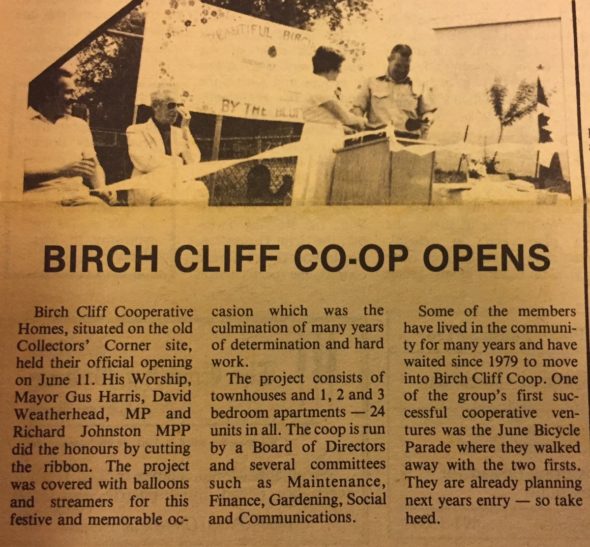 BEAUTIFUL BIRCH
BY THE BLUFFS
BIRCH CLIFF CO-OP OPENS
Birch Cliff Cooperative
Homes, situated on the old
Collectors' Corner site,
held their official opening
on June 11. His Worship,
Mayor Gus Harris, David
Weatherhead, MP and
Richard Johnston MPP
did the honours by cutting
the ribbon. The project
was covered with balloons
and streamers for this
festive and memorable oc-
casion which was the
culmination of many years
of determination and hard
work.
The project consists of
townhouses and 1, 2 and 3
bedroom apartments — 24
units in all. The coop is run
by a Board of Directors
and several committees
such as Maintenance,
Finance, Gardening, Social
and Communications.
Some of the members
have lived in the communi-
ty for many years and have
waited since 1979 to move
into Birch Cliff Coop. One
of the group's first suc-
cessful cooperative ven-
tures was the June Bicycle
Parade where they walked
away with the two firsts.
They are already planning
next years entry — so take
heed.